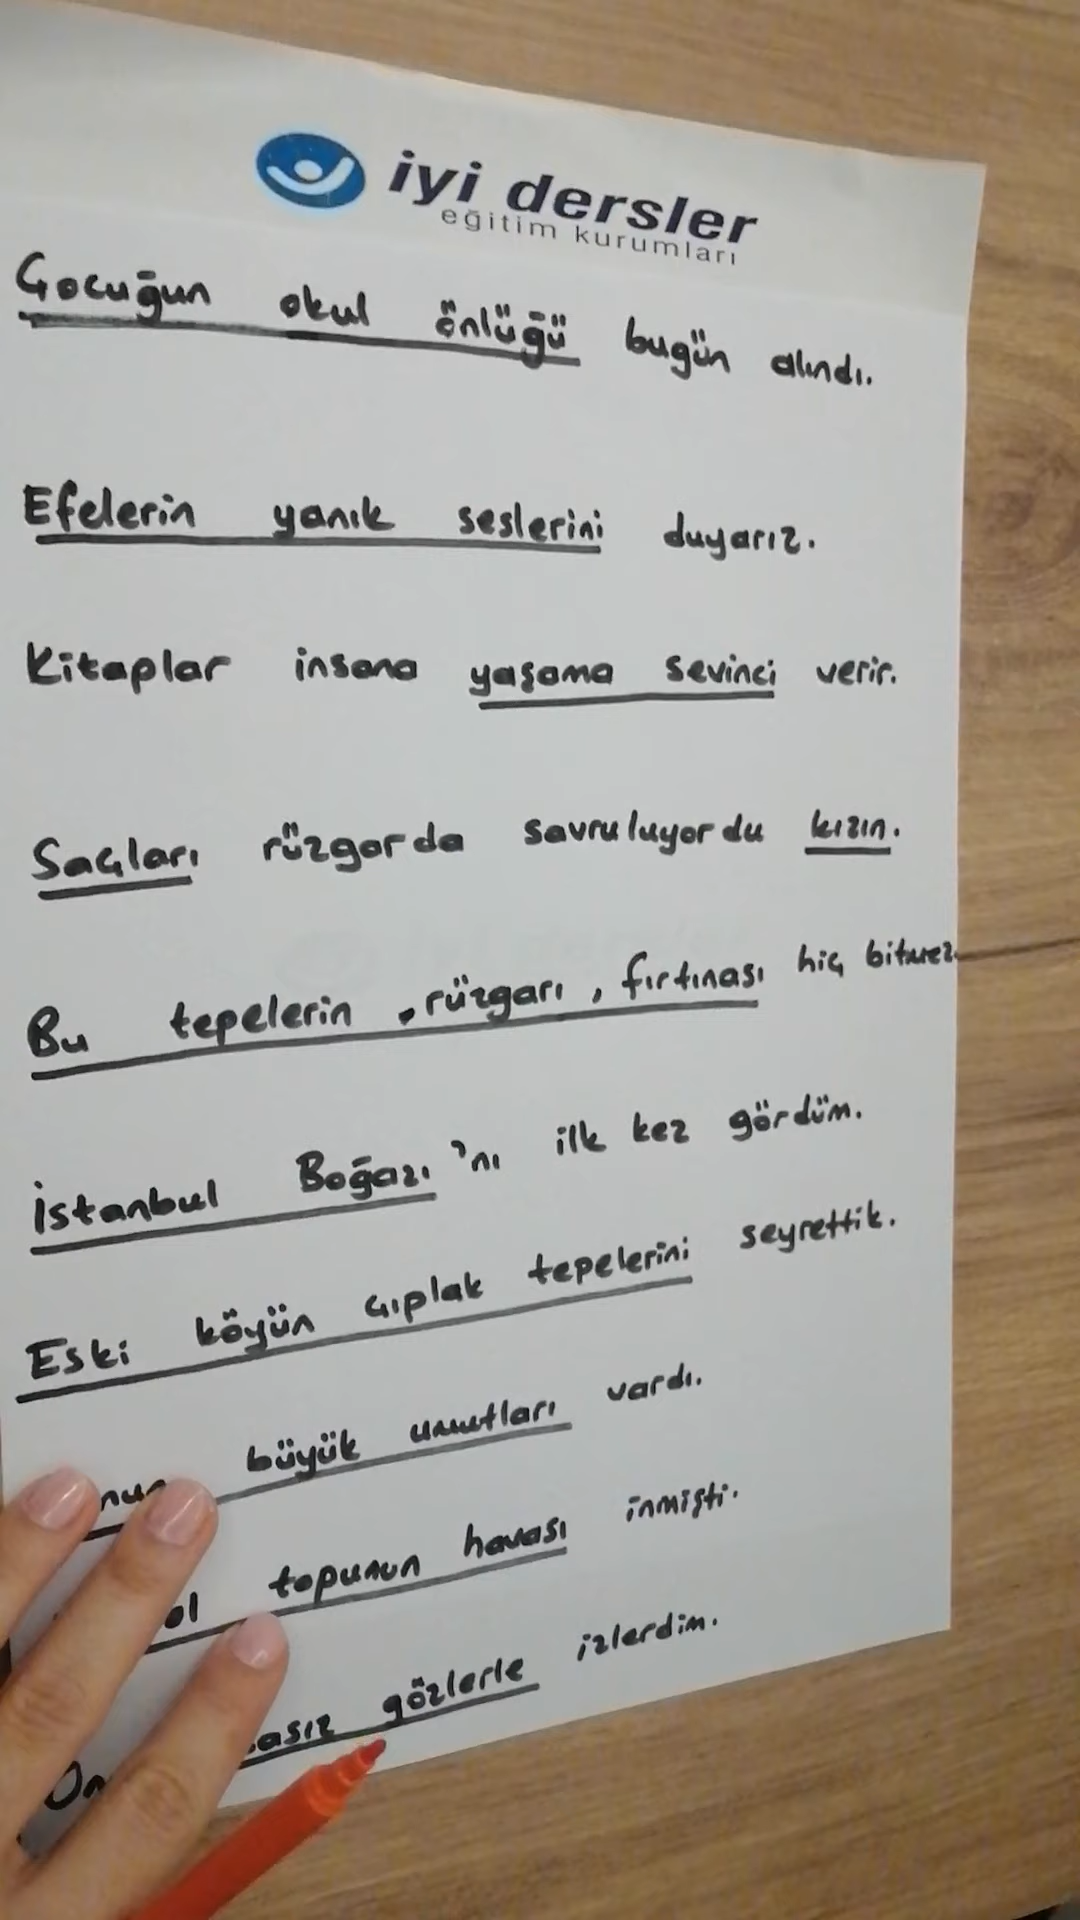 iyi dersler
eğitim kurumları
Çocuğun okul önlüğü bugün alındı.
Efelerin yanık seslerini duyarız.
Kitaplar insana yaşama sevinci verir.
Saçları rüzgarda savruluyordu kızın.
Bu tepelerin , rüzgarı , fırtınası hiç bitmez.
İstanbul Boğazı 'nı ilk kez gördüm.
Eski köyün çıplak tepelerini seyrettik.
büyük umutları vardı.
topunun havası inmişti.
gözlerle izlerdim.